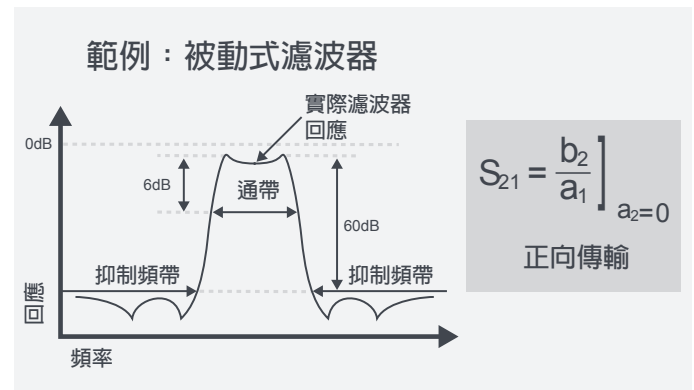 範例：被動式濾波器
實際濾波器
回應
0dB
6dB
通帶
60dB
抑制頻帶
抑制頻帶
回應
頻率
S21 = b2/a1 ] a2=0
正向傳輸